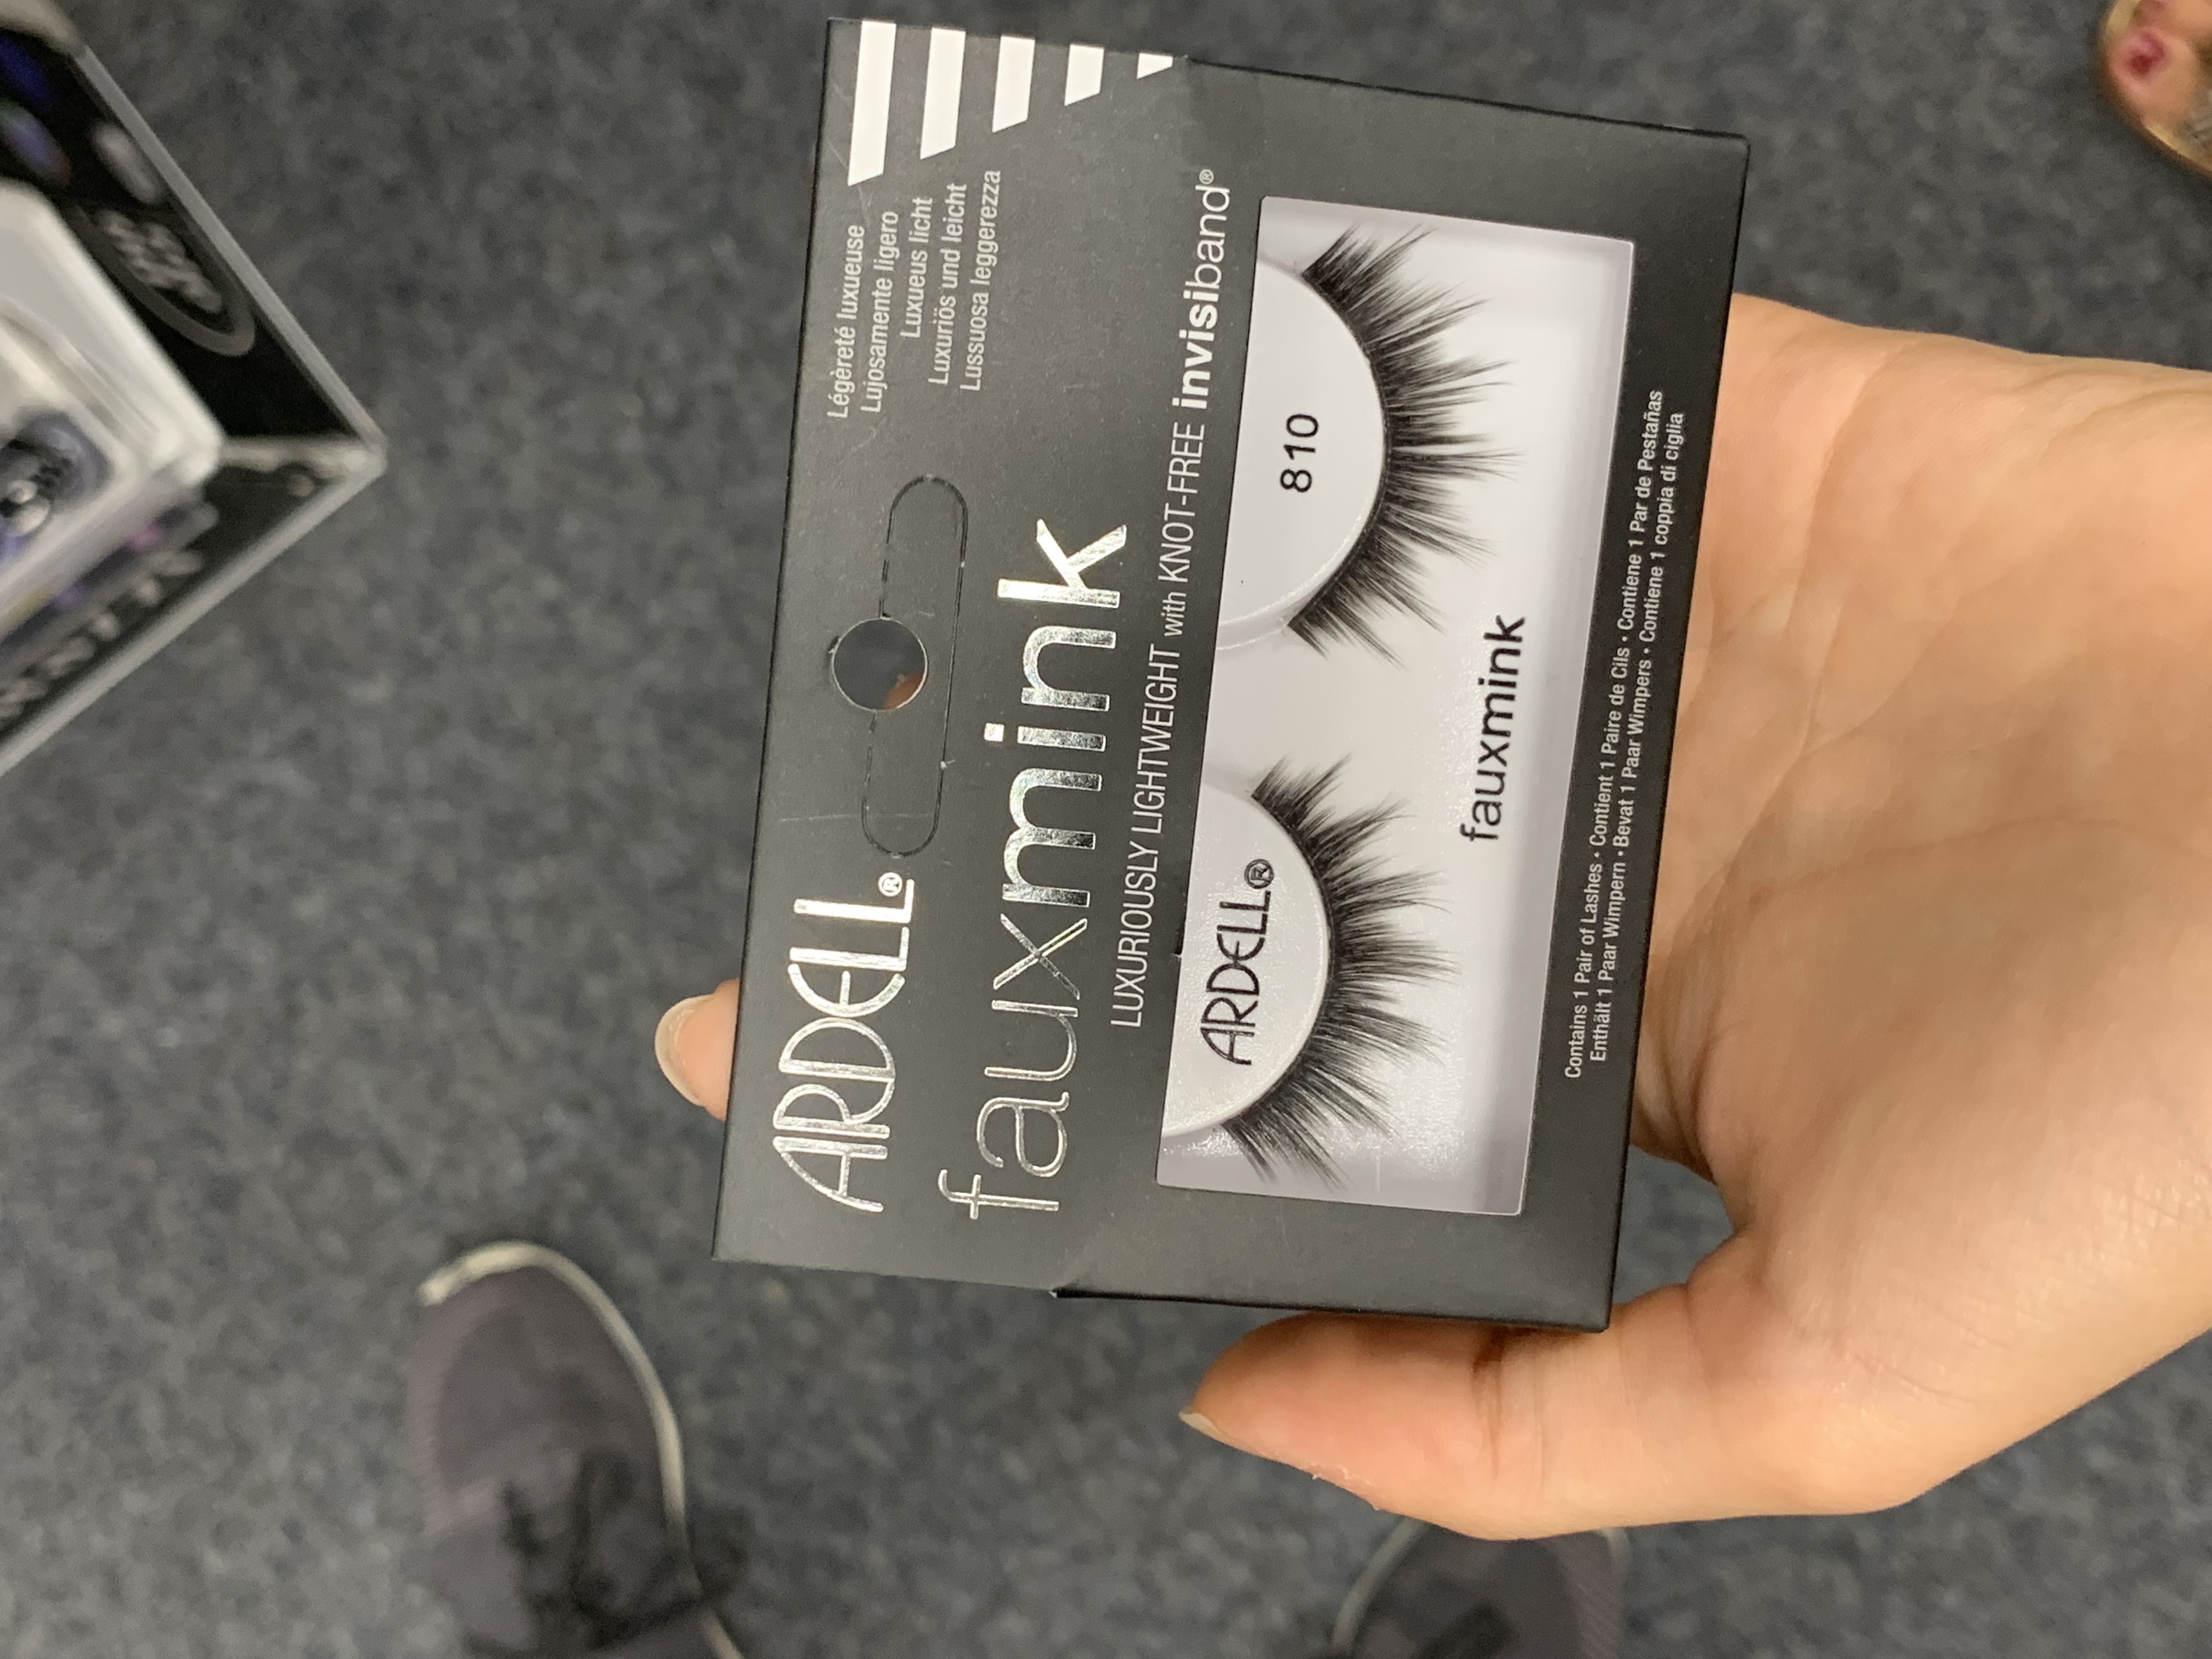 ARDELL®
Légèreté luxueuse
Lujosamente ligero
Luxueus licht
Luxuriös und leicht
Lussuosa leggerezza
fauxmink
LUXURIOUSLY LIGHTWEIGHT with KNOT-FREE invisiband®
ARDELL®
810
fauxmink
Contains 1 Pair of Lashes • Contient 1 Paire de Cils • Contiene 1 Par de Pestañas
Enthält 1 Paar Wimpern • Bevat 1 Paar Wimpers • Contiene 1 coppia di ciglia